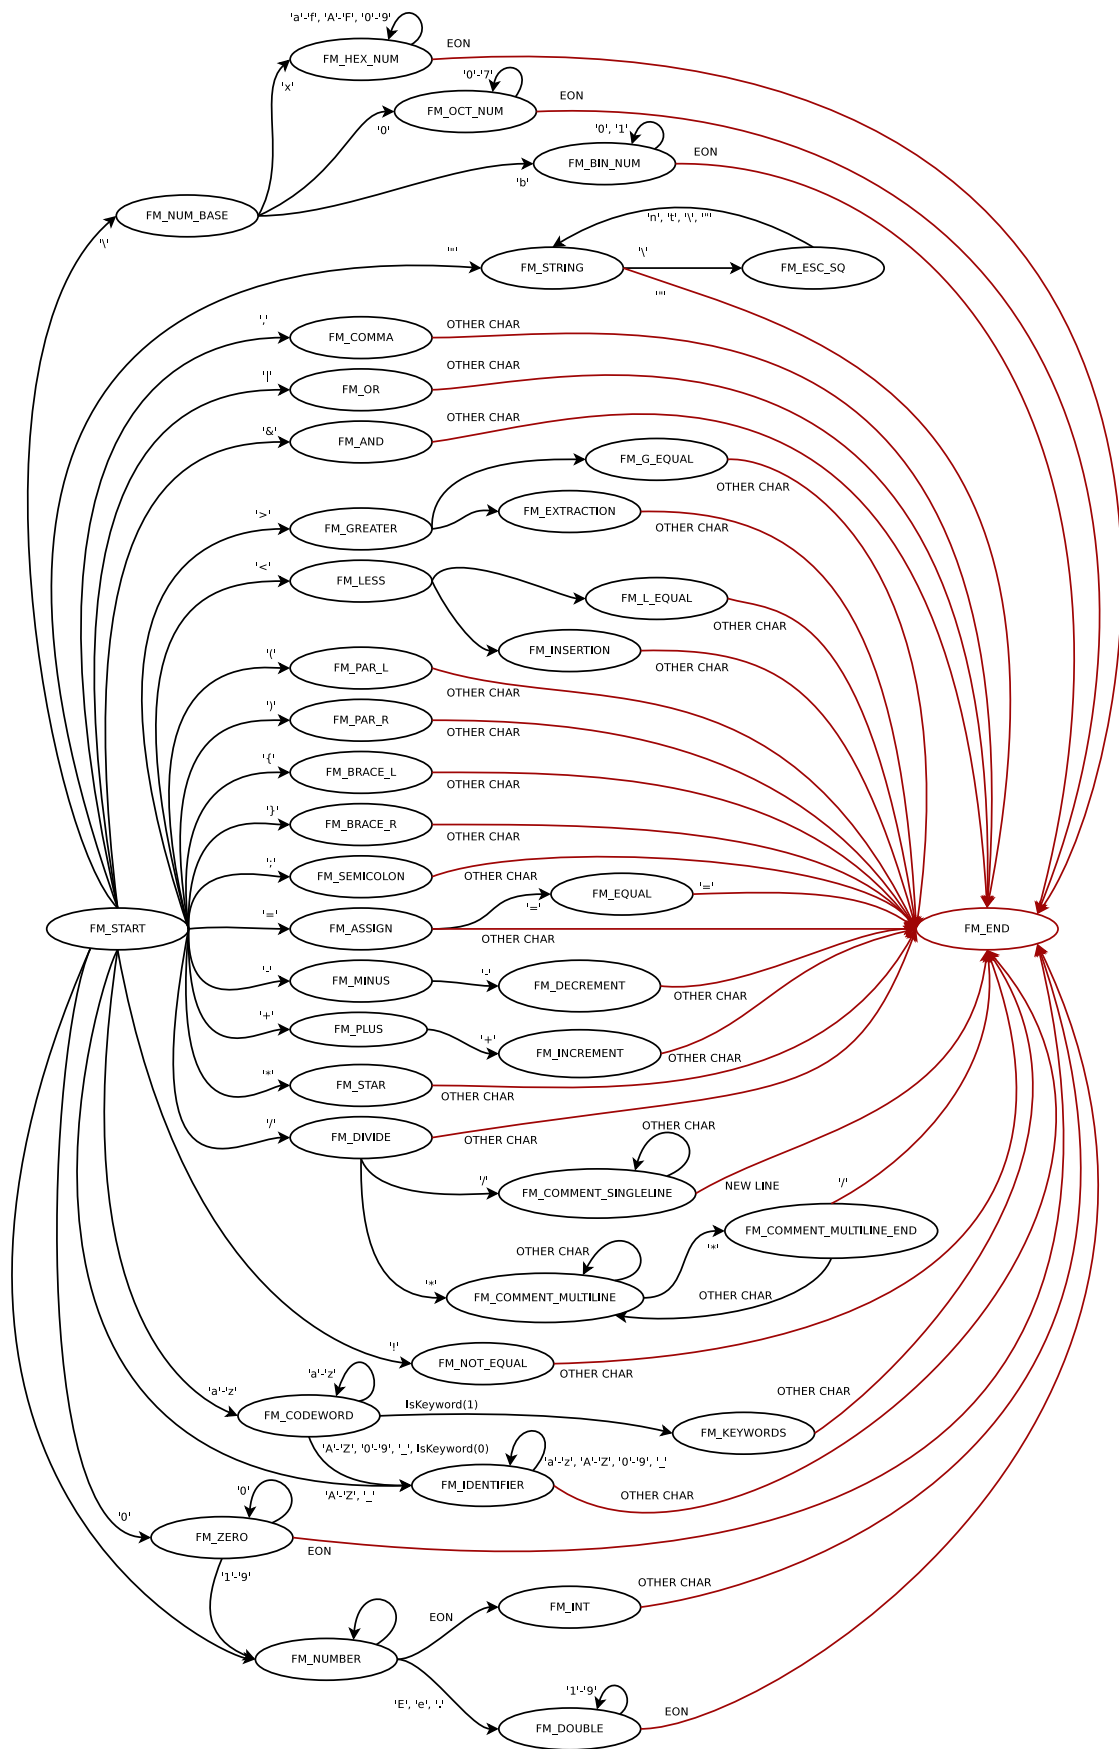 'a'-'f', 'A'-'F', '0'-'9'
EON
FM_HEX_NUM
'x'
'0'-'7'
EON
FM_OCT_NUM
'0'
'0', '1'
EON
FM_BIN_NUM
'b'
FM_NUM_BASE
'\'
'n', 't', '\', '"'
'"'
FM_STRING
'\'
FM_ESC_SQ
'"'
','
FM_COMMA
OTHER CHAR
'|'
FM_OR
OTHER CHAR
'&'
FM_AND
OTHER CHAR
FM_G_EQUAL
OTHER CHAR
'>'
FM_GREATER
FM_EXTRACTION
OTHER CHAR
'<'
FM_LESS
FM_L_EQUAL
OTHER CHAR
FM_INSERTION
OTHER CHAR
'('
FM_PAR_L
OTHER CHAR
')'
FM_PAR_R
OTHER CHAR
'{'
FM_BRACE_L
OTHER CHAR
'}'
FM_BRACE_R
OTHER CHAR
';'
FM_SEMICOLON
OTHER CHAR
FM_START
'='
FM_ASSIGN
'='
FM_EQUAL
'='
OTHER CHAR
FM_END
'-'
FM_MINUS
'-'
FM_DECREMENT
OTHER CHAR
'+'
FM_PLUS
'+'
FM_INCREMENT
OTHER CHAR
'*'
FM_STAR
OTHER CHAR
'/'
FM_DIVIDE
OTHER CHAR
OTHER CHAR
'/'
FM_COMMENT_SINGLELINE
NEW LINE
'/'
FM_COMMENT_MULTILINE_END
OTHER CHAR
'*'
'*'
FM_COMMENT_MULTILINE
OTHER CHAR
'!'
FM_NOT_EQUAL
OTHER CHAR
'a'-'z'
'a'-'z'
FM_CODEWORD
IsKeyword(1)
OTHER CHAR
FM_KEYWORDS
'A'-'Z', '0'-'9', '_', IsKeyword(0)
'a'-'z', 'A'-'Z', '0'-'9', '_'
FM_IDENTIFIER
'A'-'Z', '_'
OTHER CHAR
'0'
'0'
FM_ZERO
EON
'1'-'9'
OTHER CHAR
EON
FM_INT
FM_NUMBER
'E', 'e', '.'
'1'-'9'
EON
FM_DOUBLE